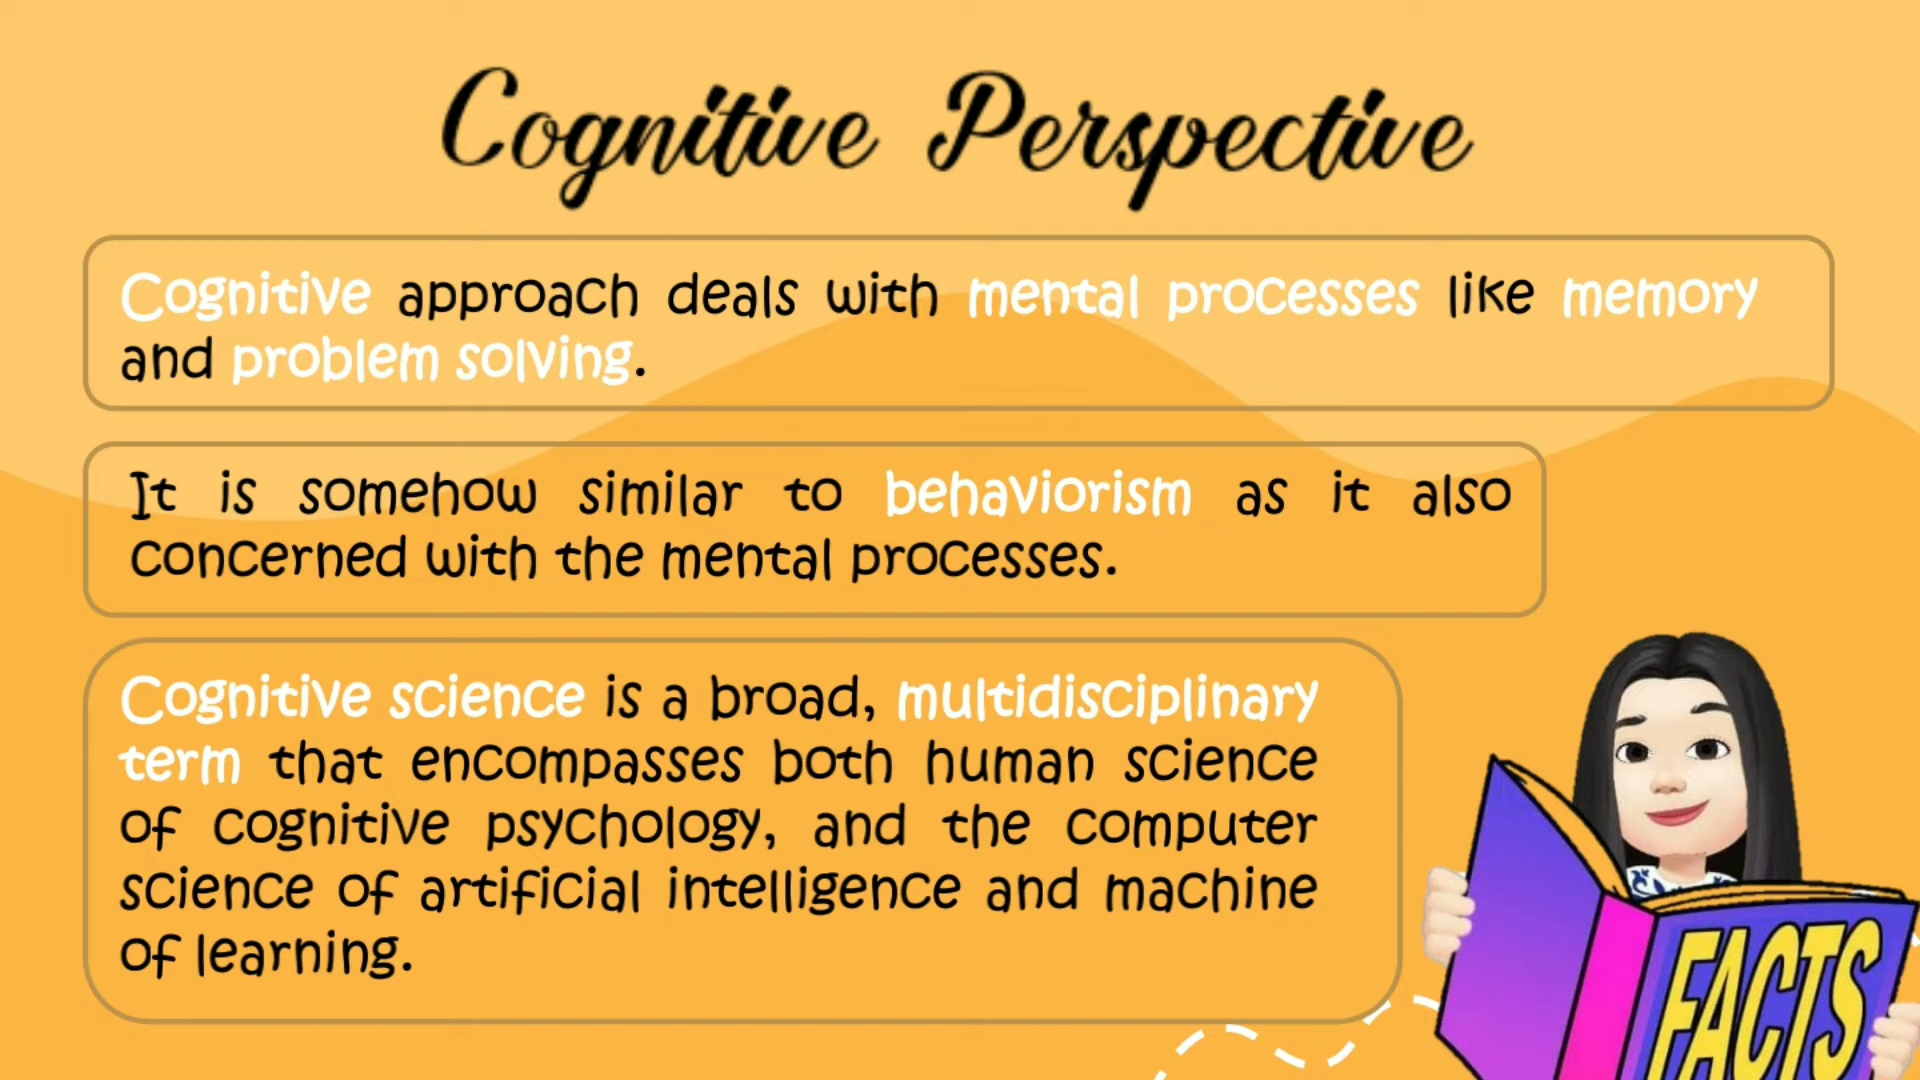 Cognitive Perspective
Cognitive approach deals with mental processes like memory
and problem solving.
It is somehow similar to behaviorism as it also
concerned with the mental processes.
Cognitive science is a broad, multidisciplinary
term that encompasses both human science
of cognitive psychology, and the computer
science of artificial intelligence and machine
of learning.
FACTS